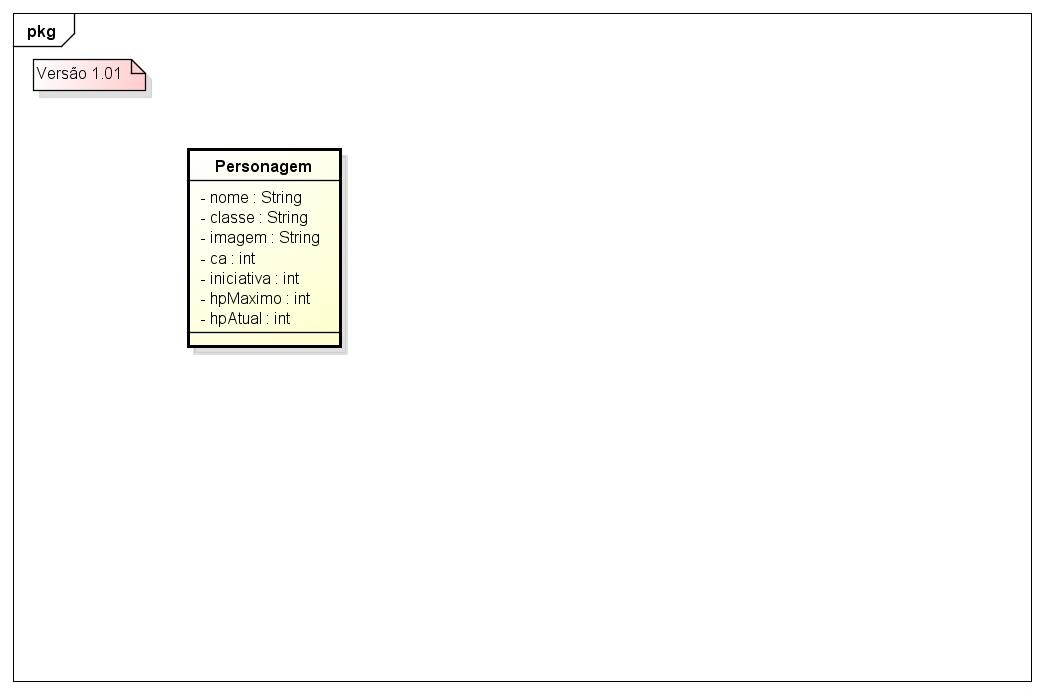 pkg
Versão 1.01
Personagem
- nome : String
- classe : String
- imagem : String
- ca : int
- iniciativa : int
- hpMaximo : int
- hpAtual : int